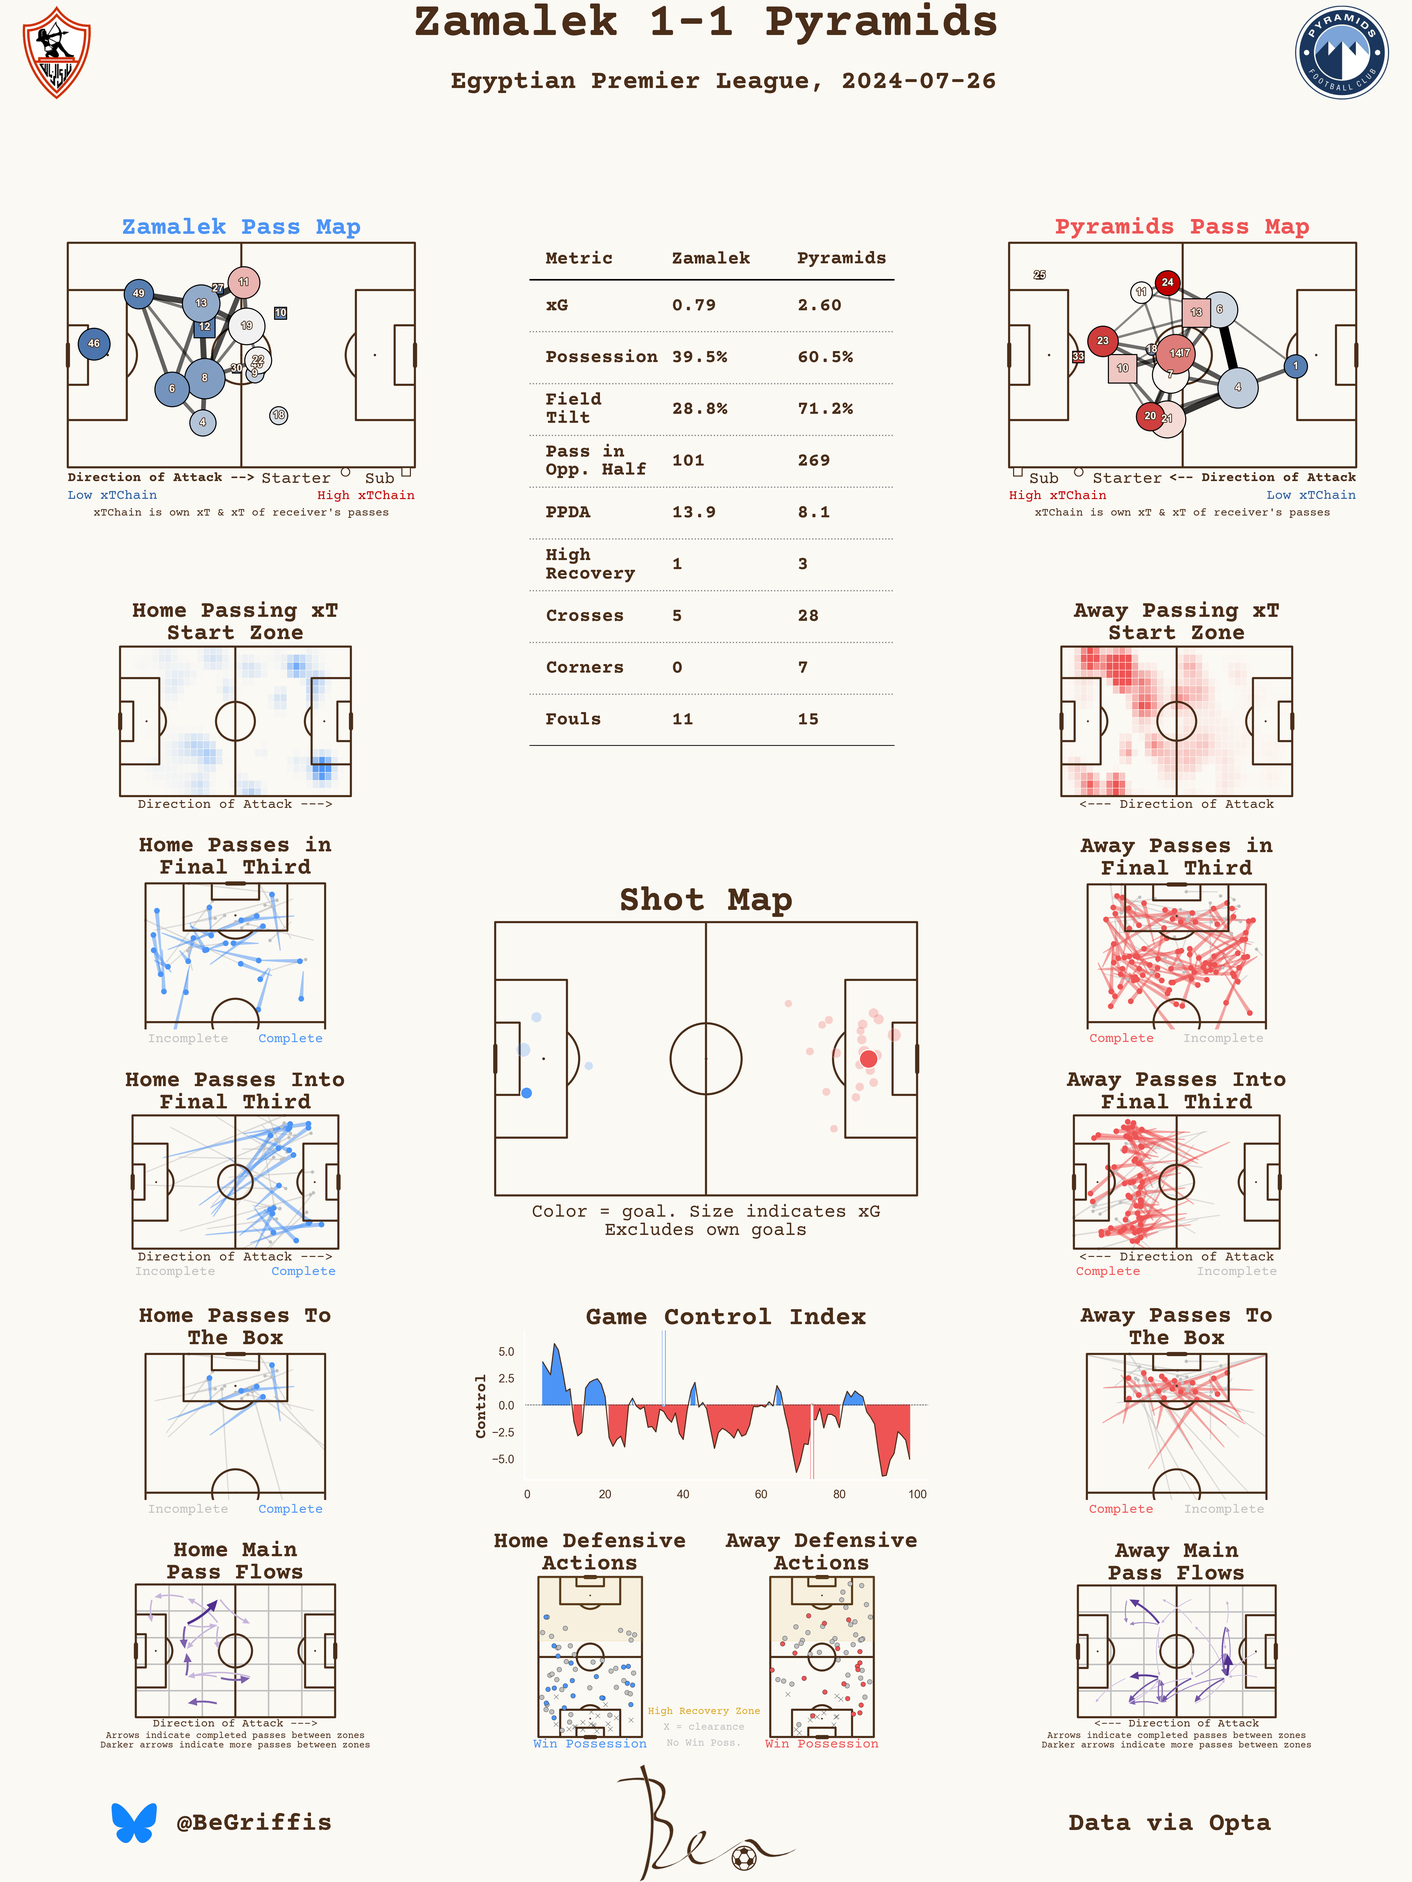 Zamalek 1-1 Pyramids
Egyptian Premier League, 2024-07-26
PYRAMIDS
FOOTBALL CLUB
Zamalek Pass Map
49
27
11
13
12
19
10
46
22
30
9
8
6
4
18
Direction of Attack --> Starter Sub
Low xTChain High xTChain
xTChain is own xT & xT of receiver's passes
Metric Zamalek Pyramids
xG 0.79 2.60
Possession 39.5% 60.5%
Field
Tilt 28.8% 71.2%
Pass in
Opp. Half 101 269
PPDA 13.9 8.1
High
Recovery 1 3
Crosses 5 28
Corners 0 7
Fouls 11 15
Pyramids Pass Map
25
24
11
13
6
23
18
14
17
33
10
7
1
4
20
21
Sub Starter <-- Direction of Attack
High xTChain Low xTChain
xTChain is own xT & xT of receiver's passes
Home Passing xT
Start Zone
Direction of Attack --->
Away Passing xT
Start Zone
<--- Direction of Attack
Home Passes in
Final Third
Incomplete Complete
Away Passes in
Final Third
Complete Incomplete
Shot Map
Color = goal. Size indicates xG
Excludes own goals
Home Passes Into
Final Third
Direction of Attack --->
Incomplete Complete
Away Passes Into
Final Third
<--- Direction of Attack
Complete Incomplete
Home Passes To
The Box
Incomplete Complete
Game Control Index
Control
5.0
2.5
0.0
−2.5
−5.0
0 20 40 60 80 100
Away Passes To
The Box
Complete Incomplete
Home Main
Pass Flows
Direction of Attack --->
Arrows indicate completed passes between zones
Darker arrows indicate more passes between zones
Home Defensive
Actions
Win Possession
High Recovery Zone
X = clearance
No Win Poss.
Away Defensive
Actions
Win Possession
Away Main
Pass Flows
<--- Direction of Attack
Arrows indicate completed passes between zones
Darker arrows indicate more passes between zones
@BeGriffis
Ben
Data via Opta